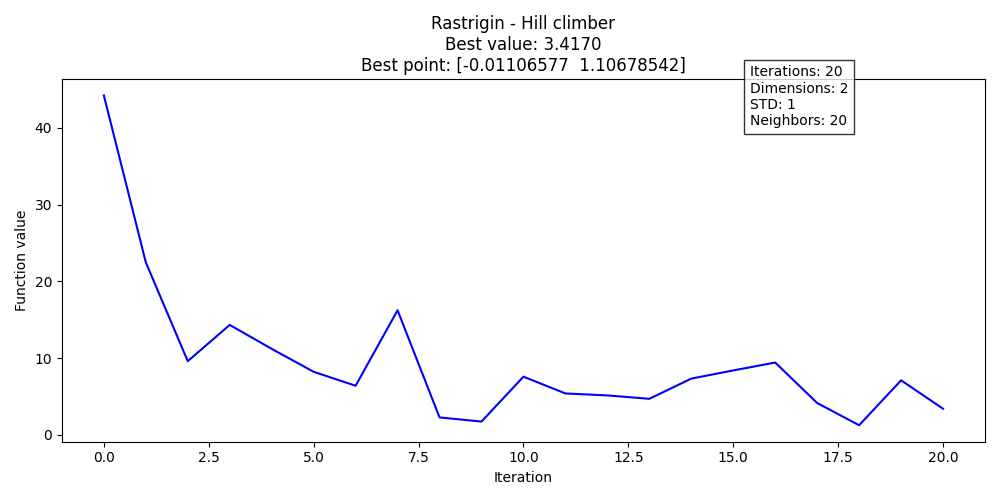 Rastrigin - Hill climber
Best value: 3.4170
Best point: [-0.01106577  1.10678542]
Iterations: 20
Dimensions: 2
STD: 1
Neighbors: 20
Function value
40
30
20
10
0
0.0
2.5
5.0
7.5
10.0
12.5
15.0
17.5
20.0
Iteration